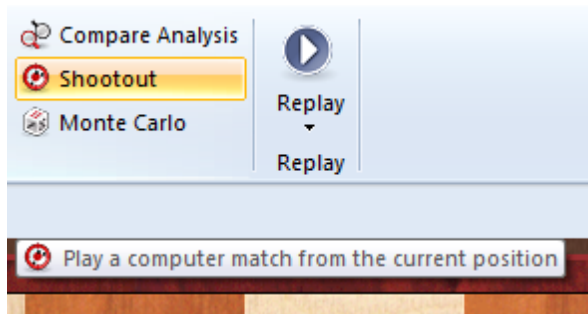 Compare Analysis
Shootout
Monte Carlo
Replay
Replay
Play a computer match from the current position